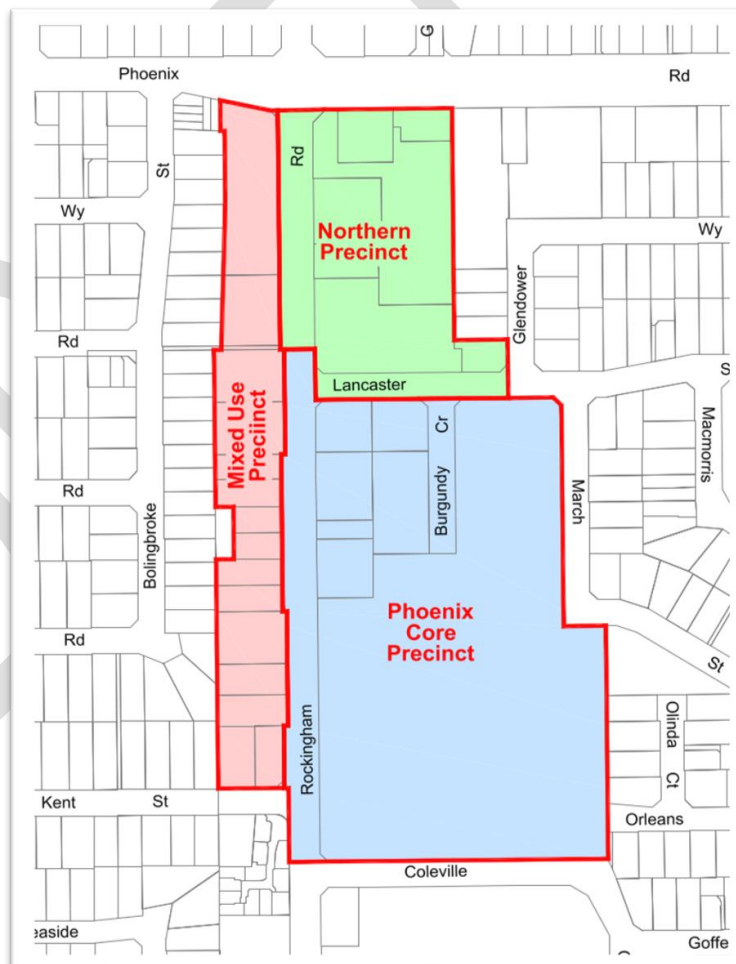 G
Phoenix
Rd
St
Rd
Wy
Northern
Precinct
Wy
Glendower
Rd
S
Lancaster
Mixed Use
Preciinct
Cr
Macmorris
Burgundy
March
Rd
Bolingbroke
Phoenix
Core
Precinct
Rd
St
Olinda
Ct
Rockingham
Kent
St
Orleans
Coleville
easide
Goffe